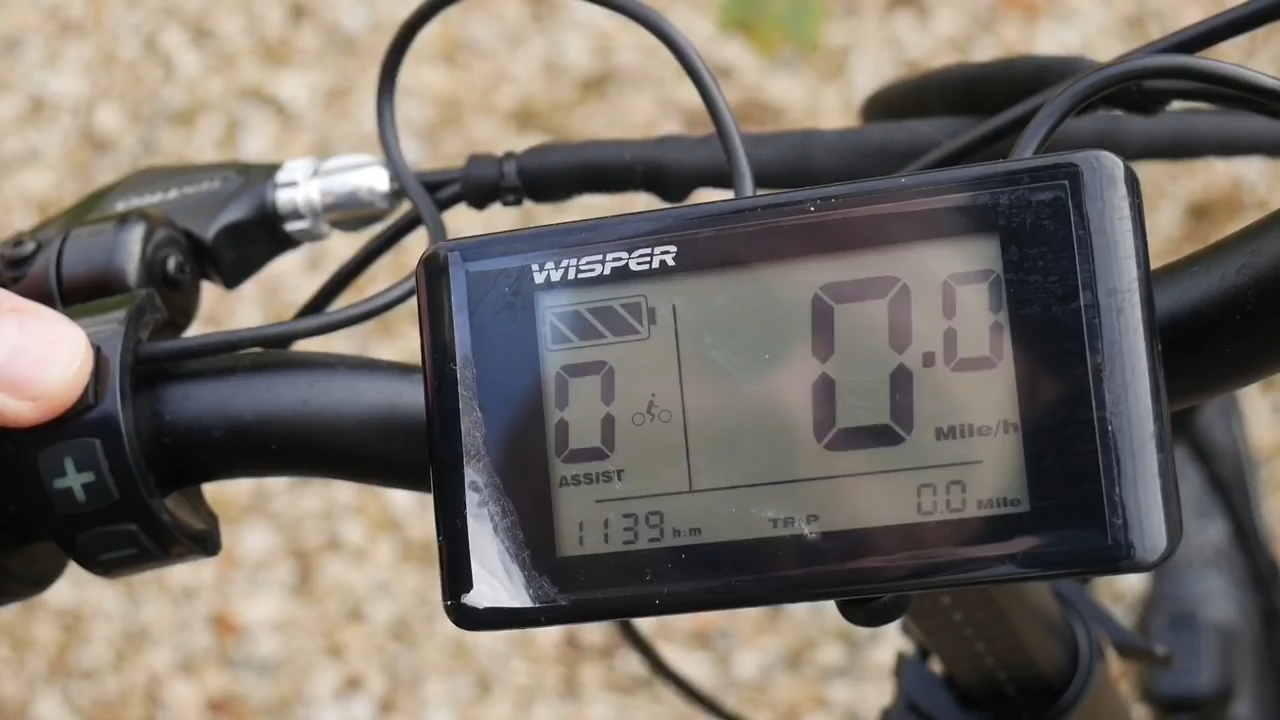 WISPER
0
0.0
Mile/h
ASSIST
1139 h:m
TRIP
0.0 Mile
+
-